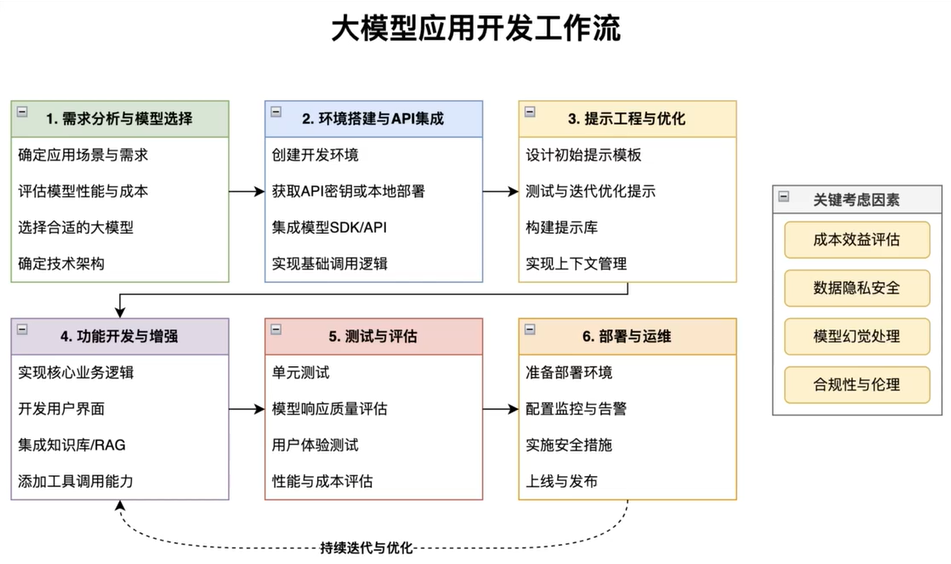 大模型应用开发工作流
1. 需求分析与模型选择
确定应用场景与需求
评估模型性能与成本
选择合适的大模型
确定技术架构
2. 环境搭建与API集成
创建开发环境
获取API密钥或本地部署
集成模型SDK/API
实现基础调用逻辑
3. 提示工程与优化
设计初始提示模板
测试与迭代优化提示
构建提示库
实现上下文管理
4. 功能开发与增强
实现核心业务逻辑
开发用户界面
集成知识库/RAG
添加工具调用能力
5. 测试与评估
单元测试
模型响应质量评估
用户体验测试
性能与成本评估
6. 部署与运维
准备部署环境
配置监控与告警
实施安全措施
上线与发布
持续迭代与优化
关键考虑因素
成本效益评估
数据隐私安全
模型幻觉处理
合规性与伦理